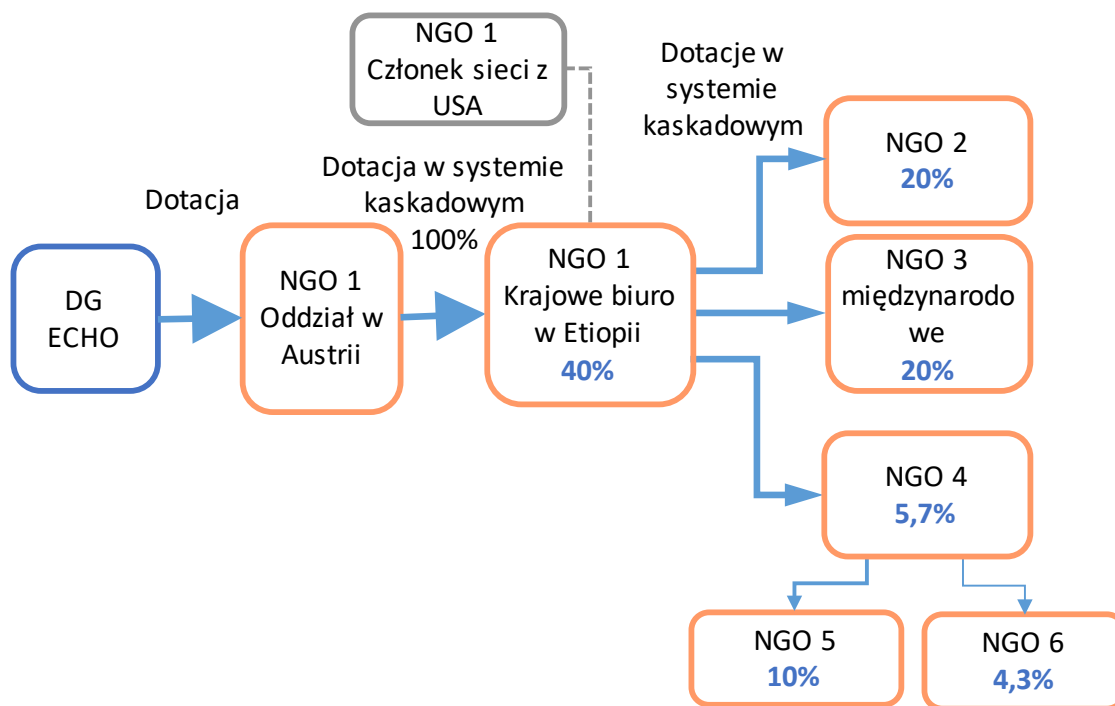 NGO 1
Członek sieci z
USA
Dotacje w
systemie
kaskadowym
Dotacja
Dotacja w systemie
kaskadowym
100%
DG
ECHO
NGO 1
Oddział w
Austrii
NGO 1
Krajowe biuro
w Etiopii
40%
NGO 2
20%
NGO 3
międzynarodo
we
20%
NGO 4
5,7%
NGO 5
10%
NGO 6
4,3%